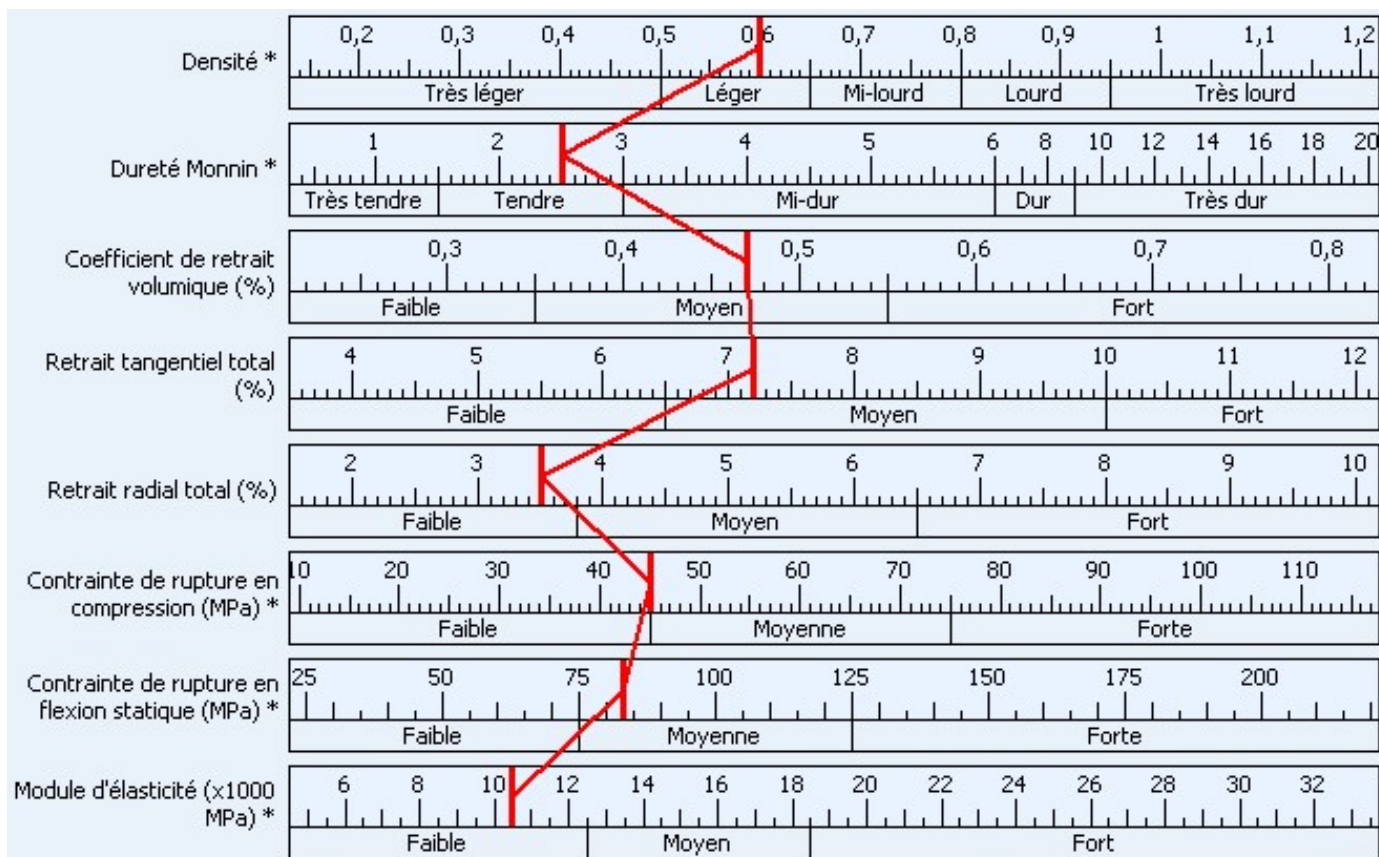 0,2 0,3 0,4 0,5 0,6 0,7 0,8 0,9 1 1,1 1,2
Densité *
Très léger Léger Mi-lourd Lourd Très lourd
1 2 3 4 5 6 8 10 12 14 16 18 20
Dureté Monnin *
Très tendre Tendre Mi-dur Dur Très dur
0,3 0,4 0,5 0,6 0,7 0,8
Coefficient de retrait
volumique (%)
Faible Moyen Fort
4 5 6 7 8 9 10 11 12
Retrait tangentiel total
(%)
Faible Moyen Fort
2 3 4 5 6 7 8 9 10
Retrait radial total (%)
Faible Moyen Fort
10 20 30 40 50 60 70 80 90 100 110
Contrainte de rupture en
compression (MPa) *
Faible Moyenne Forte
25 50 75 100 125 150 175 200
Contrainte de rupture en
flexion statique (MPa) *
Faible Moyenne Forte
6 8 10 12 14 16 18 20 22 24 26 28 30 32
Module d'élasticité (x1000
MPa) *
Faible Moyen Fort